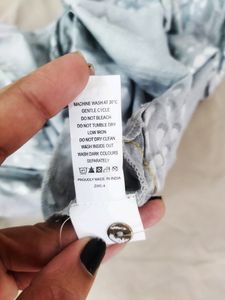 MACHINE WASH AT 30°C
GENTLE CYCLE
DO NOT BLEACH
DO NOT TUMBLE DRY
LOW IRON
DO NOT DRY CLEAN
WASH INSIDE OUT
WASH DARK COLOURS
SEPARATELY
PROUDLY MADE IN INDIA